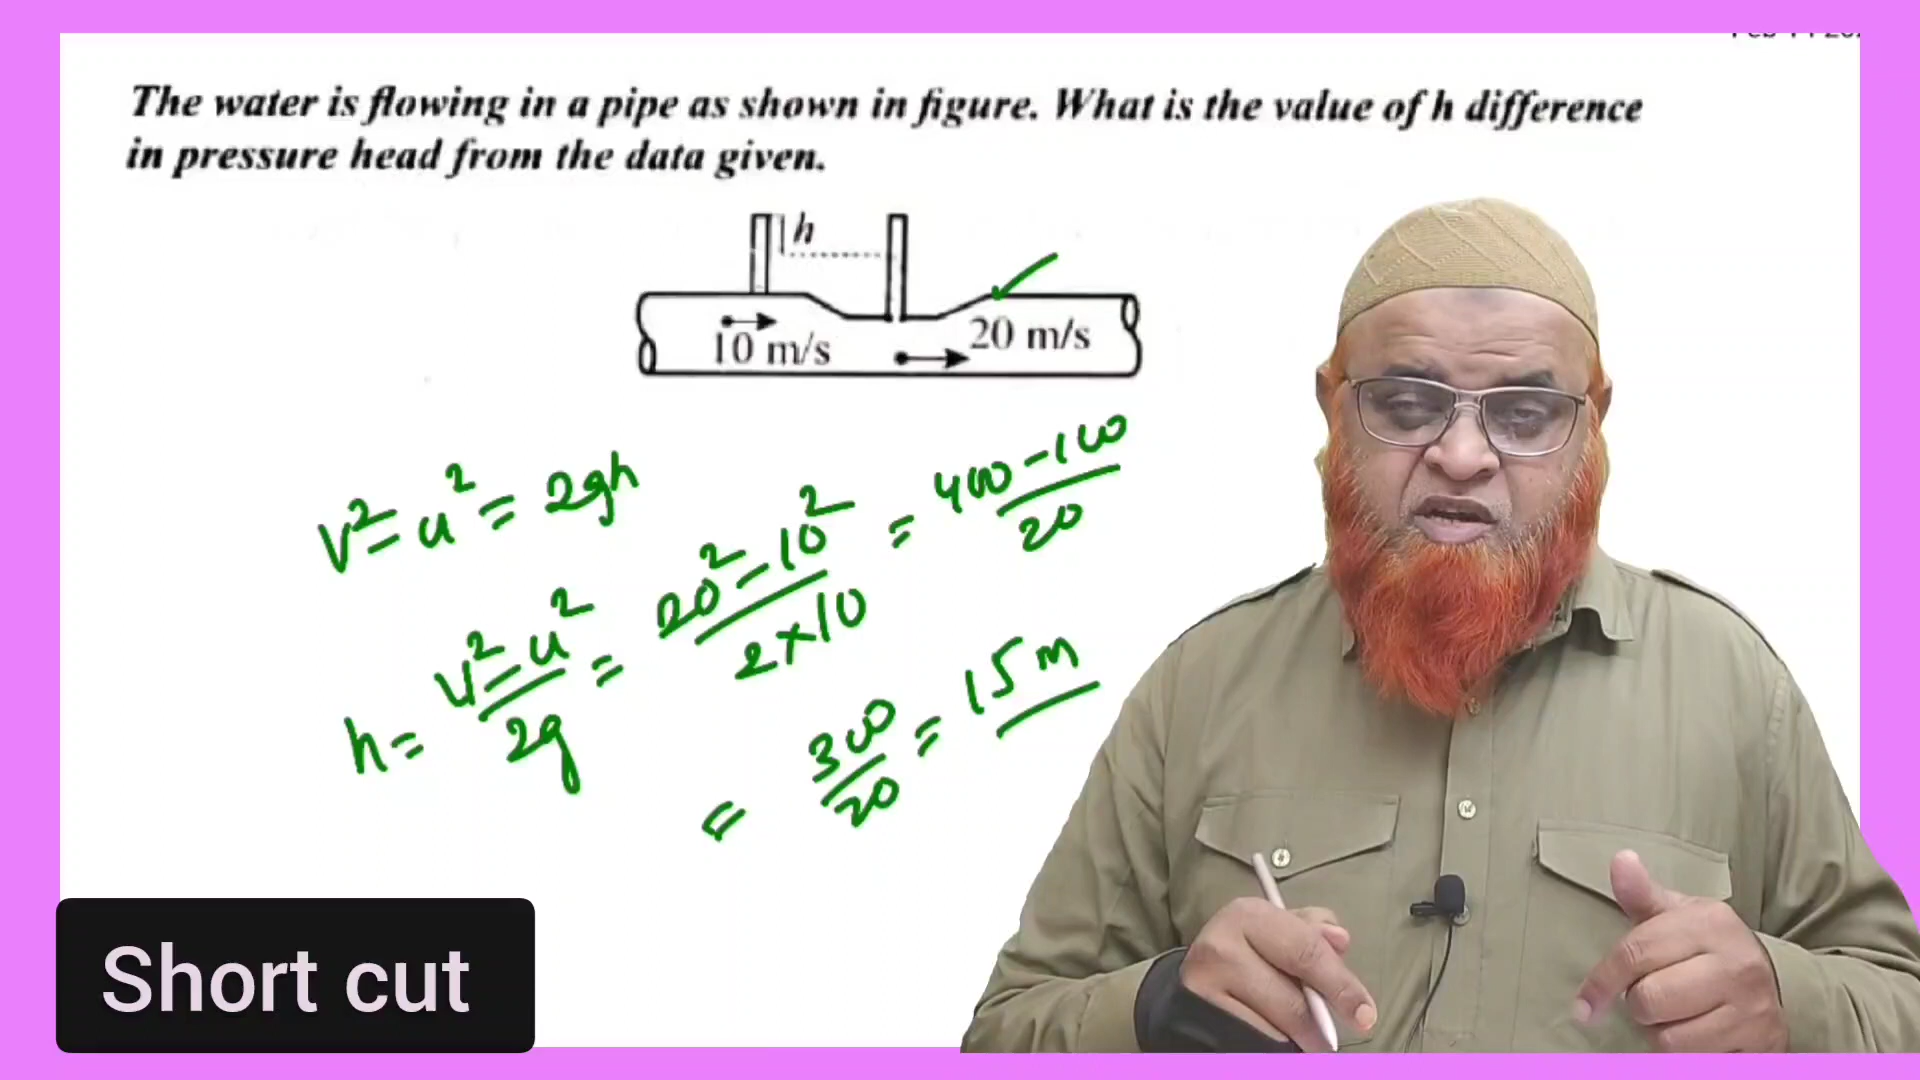 The water is flowing in a pipe as shown in figure. What is the value of h difference
in pressure head from the data given.
h
10 m/s
20 m/s
v² - u² = 2gh
h = v² - u² / 2g = 20² - 10² / 2 × 10 = 400 - 100 / 20
= 300 / 20 = 15 m
Short cut